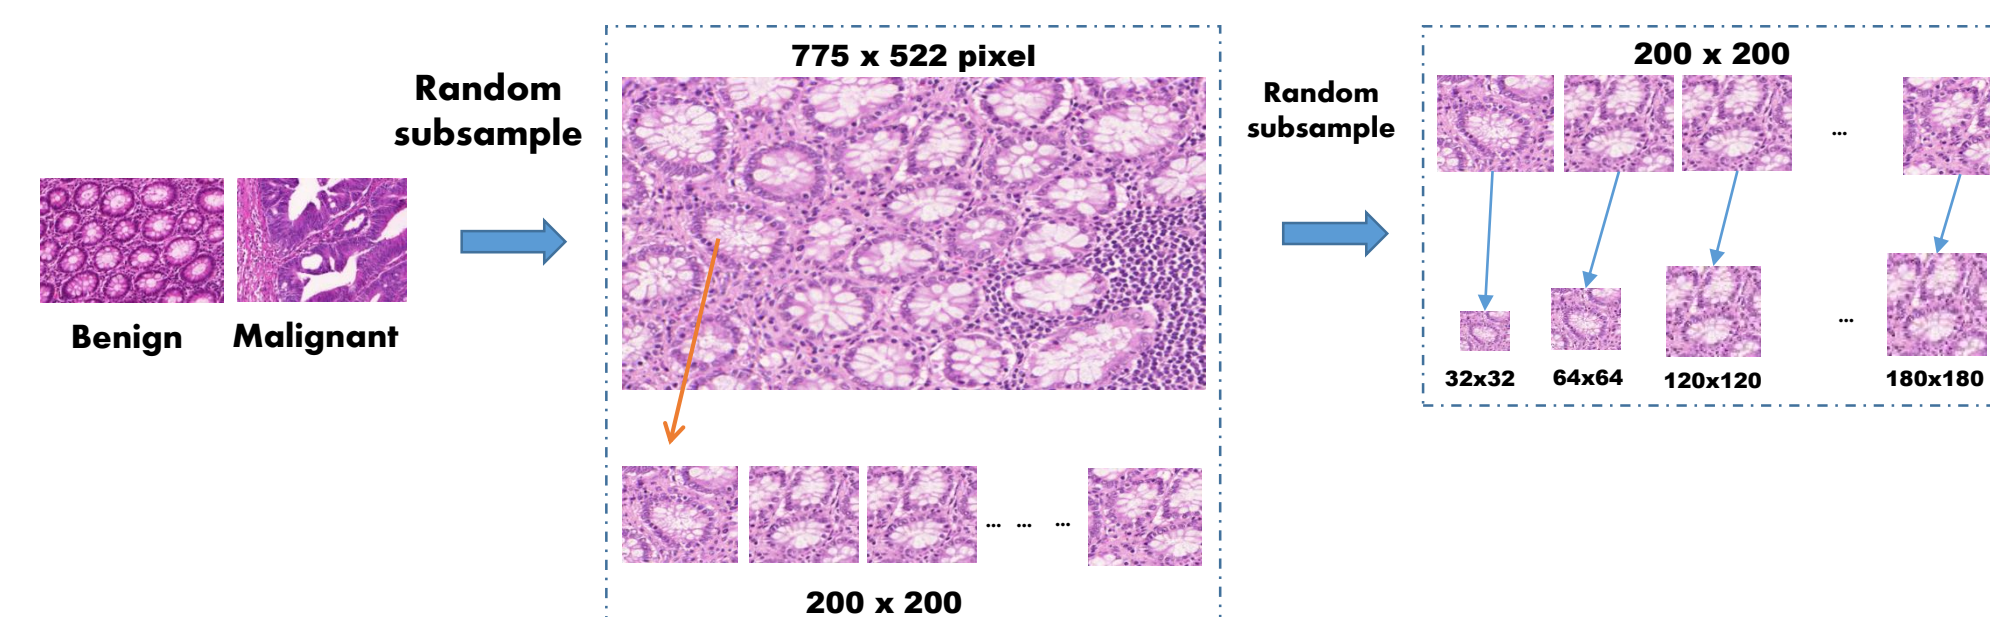 Benign
Malignant
Random
subsample
775 x 522 pixel
... ... ...
200 x 200
Random
subsample
200 x 200
...
...
32x32
64x64
120x120
180x180